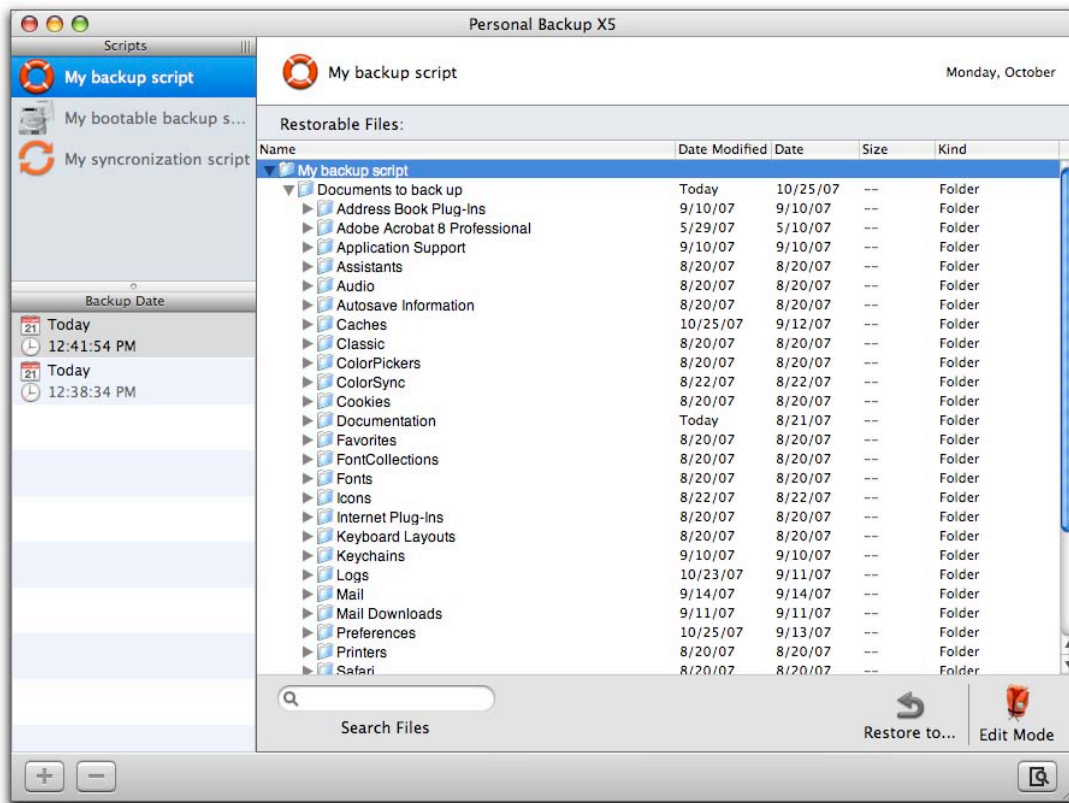 Personal Backup X5
Scripts
My backup script
My bootable backup s...
My syncronization script
Backup Date
21 Today
12:41:54 PM
21 Today
12:38:34 PM
My backup script Monday, October
Restorable Files:
Name Date Modified Date Size Kind
My backup script
Documents to back up Today 10/25/07 -- Folder
Address Book Plug-Ins 9/10/07 9/10/07 -- Folder
Adobe Acrobat 8 Professional 5/29/07 5/10/07 -- Folder
Application Support 9/10/07 9/10/07 -- Folder
Assistants 8/20/07 8/20/07 -- Folder
Audio 8/20/07 8/20/07 -- Folder
Autosave Information 8/20/07 8/20/07 -- Folder
Caches 10/25/07 9/12/07 -- Folder
Classic 8/20/07 8/20/07 -- Folder
ColorPickers 8/20/07 8/20/07 -- Folder
ColorSync 8/22/07 8/22/07 -- Folder
Cookies 8/20/07 8/20/07 -- Folder
Documentation Today 8/21/07 -- Folder
Favorites 8/20/07 8/20/07 -- Folder
FontCollections 8/20/07 8/20/07 -- Folder
Fonts 8/20/07 8/20/07 -- Folder
Icons 8/22/07 8/22/07 -- Folder
Internet Plug-Ins 8/20/07 8/20/07 -- Folder
Keyboard Layouts 8/20/07 8/20/07 -- Folder
Keychains 9/10/07 9/10/07 -- Folder
Logs 10/23/07 9/11/07 -- Folder
Mail 9/14/07 9/14/07 -- Folder
Mail Downloads 9/11/07 9/11/07 -- Folder
Preferences 10/25/07 9/13/07 -- Folder
Printers 8/20/07 8/20/07 -- Folder
Safari 8/20/07 8/20/07 -- Folder
Search Files
Restore to... Edit Mode